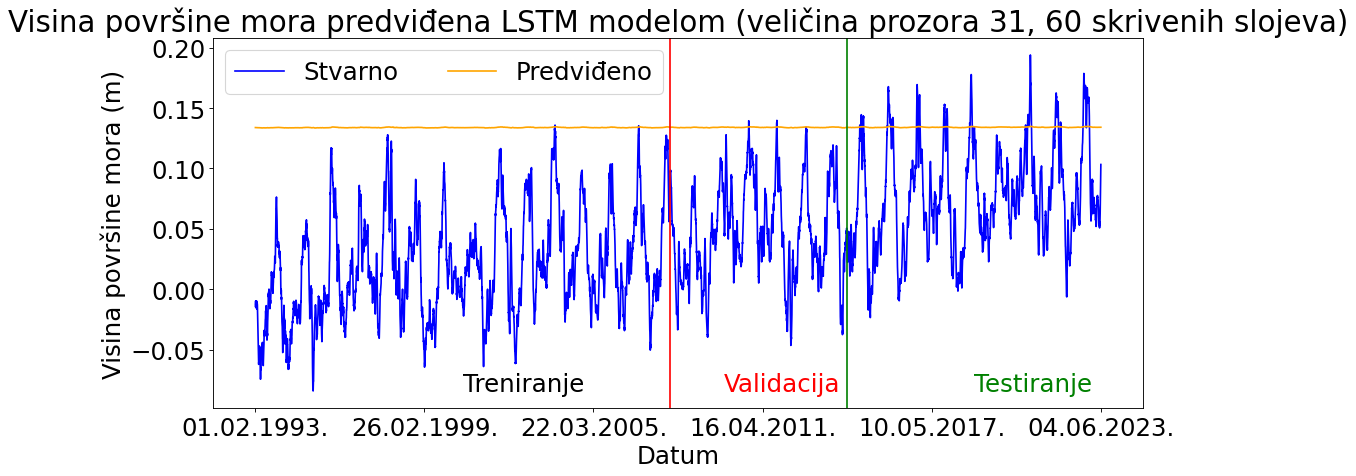 Visina površine mora predviđena LSTM modelom (veličina prozora 31, 60 skrivenih slojeva)
Stvarno Predviđeno
Visina površine mora (m)
0.20
0.15
0.10
0.05
0.00
−0.05
Treniranje Validacija Testiranje
01.02.1993. 26.02.1999. 22.03.2005. 16.04.2011. 10.05.2017. 04.06.2023.
Datum